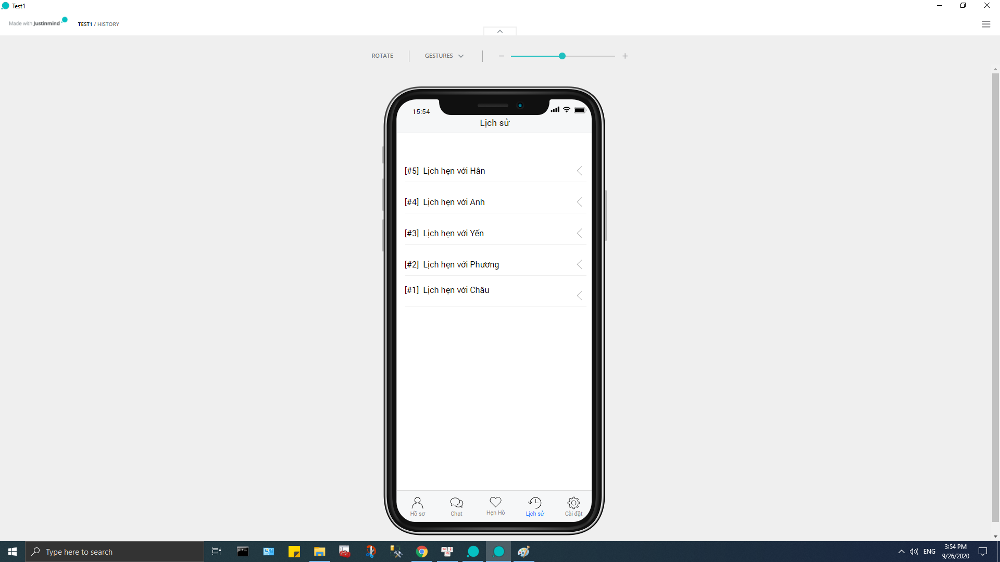 Test1
Made with Justinmind
TEST1 / HISTORY
ROTATE
GESTURES
15:54
Lịch sử
[#5] Lịch hẹn với Hân
[#4] Lịch hẹn với Anh
[#3] Lịch hẹn với Yến
[#2] Lịch hẹn với Phương
[#1] Lịch hẹn với Châu
Hồ sơ
Chat
Hẹn Hò
Lịch sử
Cài đặt
Type here to search
ENG
3:54 PM
9/26/2020